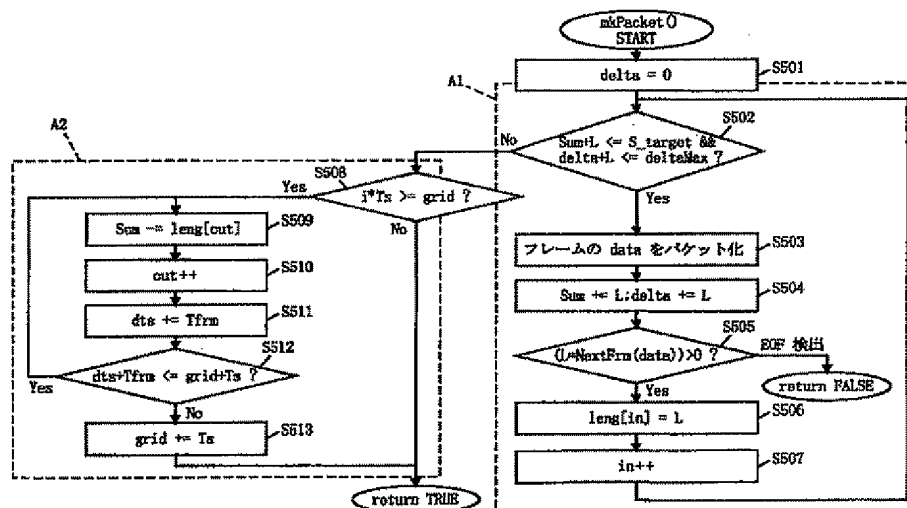 mkPacket()
START
delta = 0
S501
A1
S502
Sum+L <= S_target &&
delta+L <= deltaMax ?
No
Yes
フレームの data をパケット化
S503
Sum += L;delta += L
S504
S505
(L=NextFrm(data))>0 ?
EOF 検出
return FALSE
Yes
leng[in] = L
S506
in++
S507
A2
S508
Yes
i*Ts >= grid ?
No
Sum -= leng[out]
S509
out++
S510
dts += Tfrm
S511
S512
dts+Tfrm <= grid+Ts ?
Yes
No
grid += Ts
S513
return TRUE